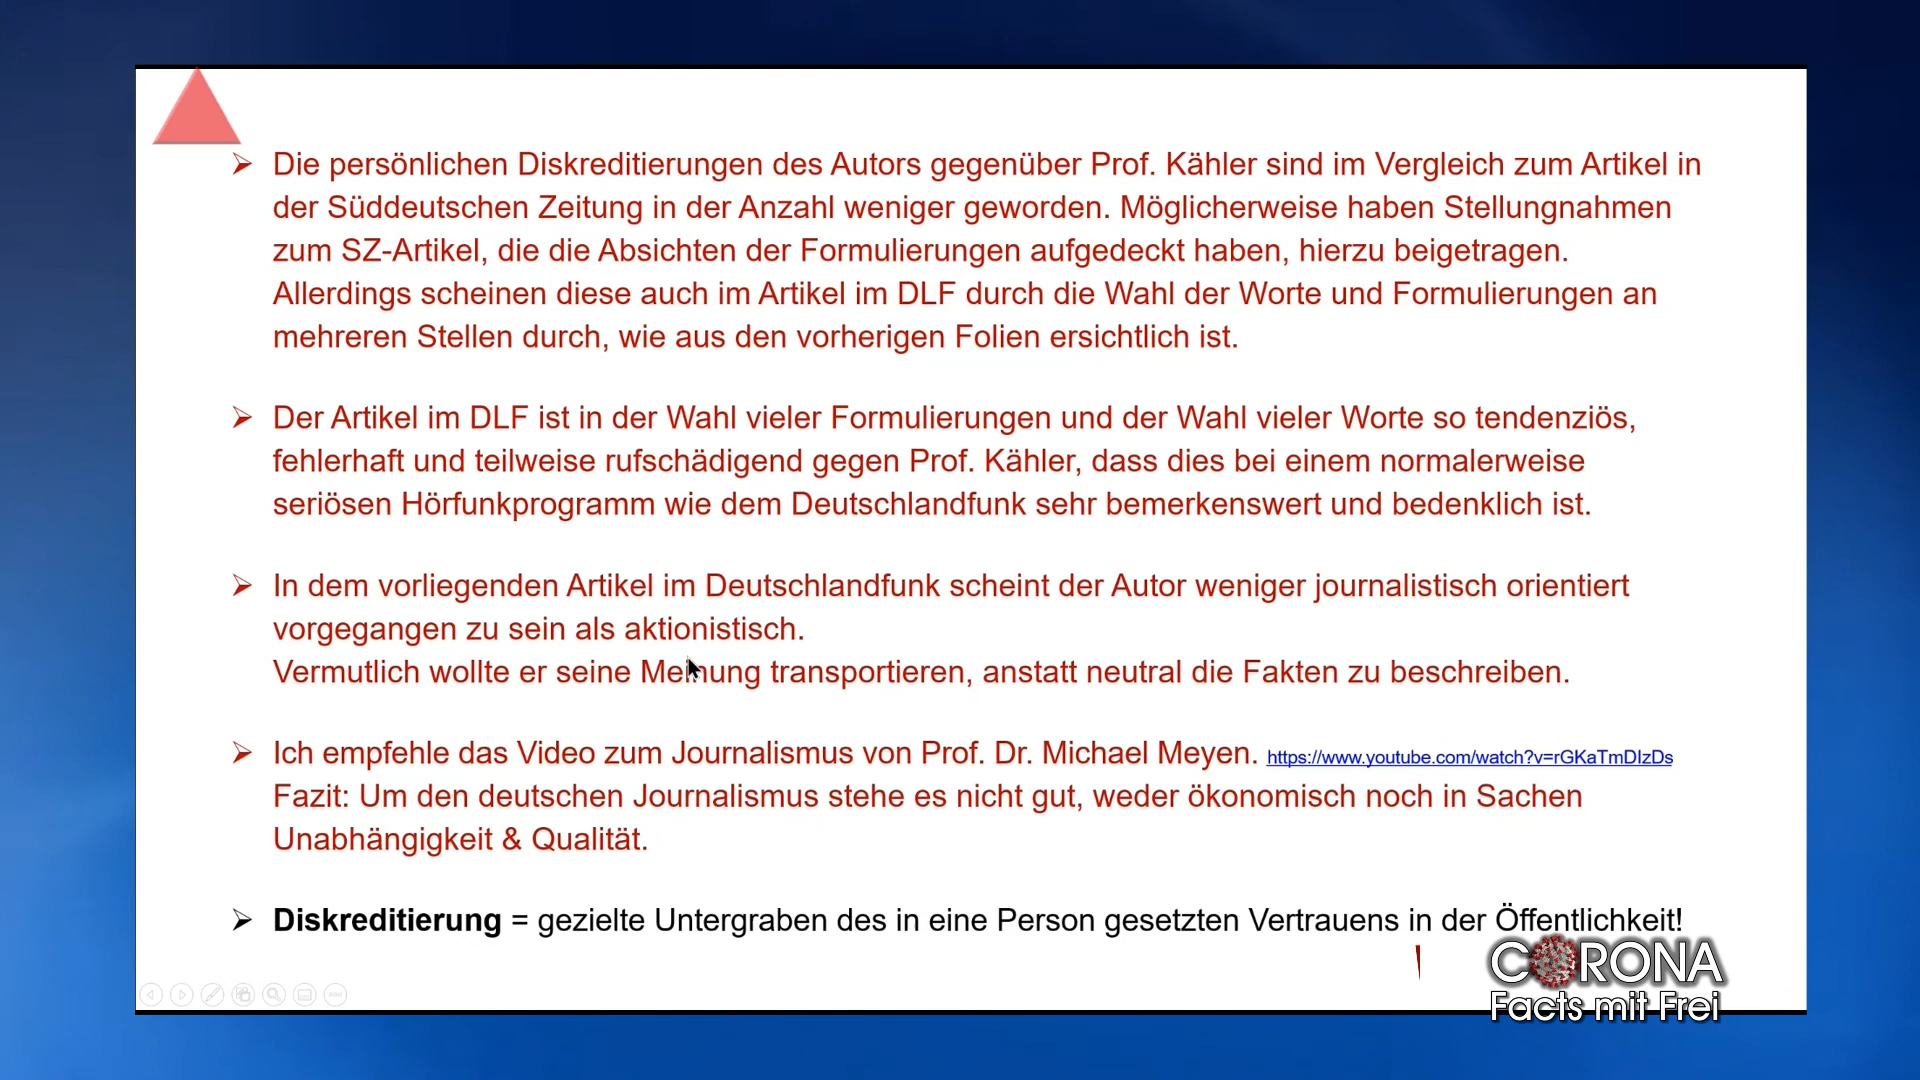 Die persönlichen Diskreditierungen des Autors gegenüber Prof. Kähler sind im Vergleich zum Artikel in
der Süddeutschen Zeitung in der Anzahl weniger geworden. Möglicherweise haben Stellungnahmen
zum SZ-Artikel, die die Absichten der Formulierungen aufgedeckt haben, hierzu beigetragen.
Allerdings scheinen diese auch im Artikel im DLF durch die Wahl der Worte und Formulierungen an
mehreren Stellen durch, wie aus den vorherigen Folien ersichtlich ist.
Der Artikel im DLF ist in der Wahl vieler Formulierungen und der Wahl vieler Worte so tendenziös,
fehlerhaft und teilweise rufschädigend gegen Prof. Kähler, dass dies bei einem normalerweise
seriösen Hörfunkprogramm wie dem Deutschlandfunk sehr bemerkenswert und bedenklich ist.
In dem vorliegenden Artikel im Deutschlandfunk scheint der Autor weniger journalistisch orientiert
vorgegangen zu sein als aktionistisch.
Vermutlich wollte er seine Meinung transportieren, anstatt neutral die Fakten zu beschreiben.
Ich empfehle das Video zum Journalismus von Prof. Dr. Michael Meyen. https://www.youtube.com/watch?v=rGKaTmDIzDs
Fazit: Um den deutschen Journalismus stehe es nicht gut, weder ökonomisch noch in Sachen
Unabhängigkeit & Qualität.
Diskreditierung = gezielte Untergraben des in eine Person gesetzten Vertrauens in der Öffentlichkeit!
CORONA
Facts mit Frei